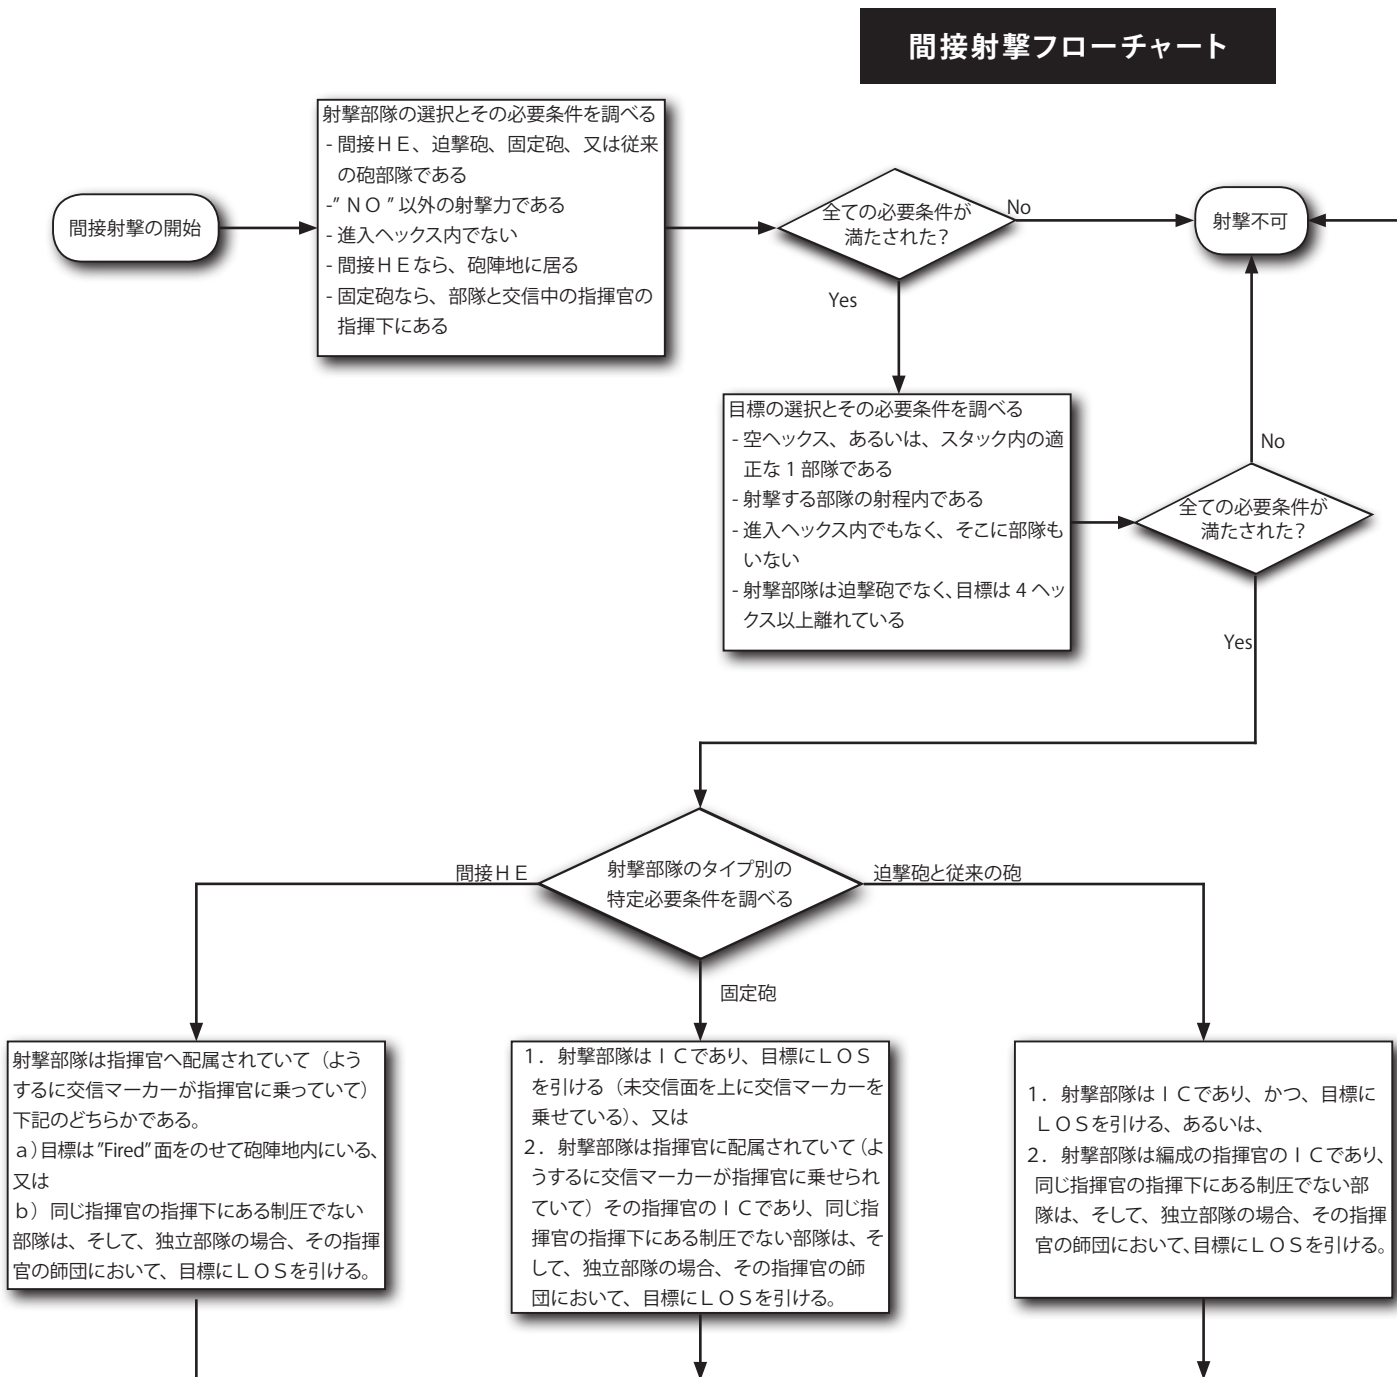 間接射撃フローチャート
射撃部隊の選択とその必要条件を調べる
- 間接ＨＥ、迫撃砲、固定砲、又は従来
の砲部隊である
-” ＮＯ ” 以外の射撃力である
- 進入ヘックス内でない
- 間接ＨＥなら、砲陣地に居る
- 固定砲なら、部隊と交信中の指揮官の
指揮下にある
間接射撃の開始
全ての必要条件が
満たされた？
No
射撃不可
Yes
目標の選択とその必要条件を調べる
- 空ヘックス、あるいは、スタック内の適
正な 1 部隊である
- 射撃する部隊の射程内である
- 進入ヘックス内でもなく、そこに部隊も
いない
- 射撃部隊は迫撃砲でなく、目標は 4 ヘッ
クス以上離れている
No
全ての必要条件が
満たされた？
Yes
射撃部隊のタイプ別の
特定必要条件を調べる
間接ＨＥ
迫撃砲と従来の砲
固定砲
射撃部隊は指揮官へ配属されていて（よう
するに交信マーカーが指揮官に乗っていて）
下記のどちらかである。
ａ）目標は ”Fired” 面をのせて砲陣地内にいる、
又は
ｂ）同じ指揮官の指揮下にある制圧でない
部隊は、そして、独立部隊の場合、その指揮
官の師団において、目標にＬＯＳを引ける。
１．射撃部隊はＩＣであり、目標にＬＯＳ
を引ける（未交信面を上に交信マーカーを
乗せている）、又は
２．射撃部隊は指揮官に配属されていて（よ
うするに交信マーカーが指揮官に乗せられ
ていて）その指揮官のＩＣであり、同じ指
揮官の指揮下にある制圧でない部隊は、そ
して、独立部隊の場合、その指揮官の師
団において、目標にＬＯＳを引ける。
１．射撃部隊はＩＣであり、かつ、目標に
ＬＯＳを引ける、あるいは、
２．射撃部隊は編成の指揮官のＩＣであり、
同じ指揮官の指揮下にある制圧でない部
隊は、そして、独立部隊の場合、その指揮
官の師団において、目標にＬＯＳを引ける。